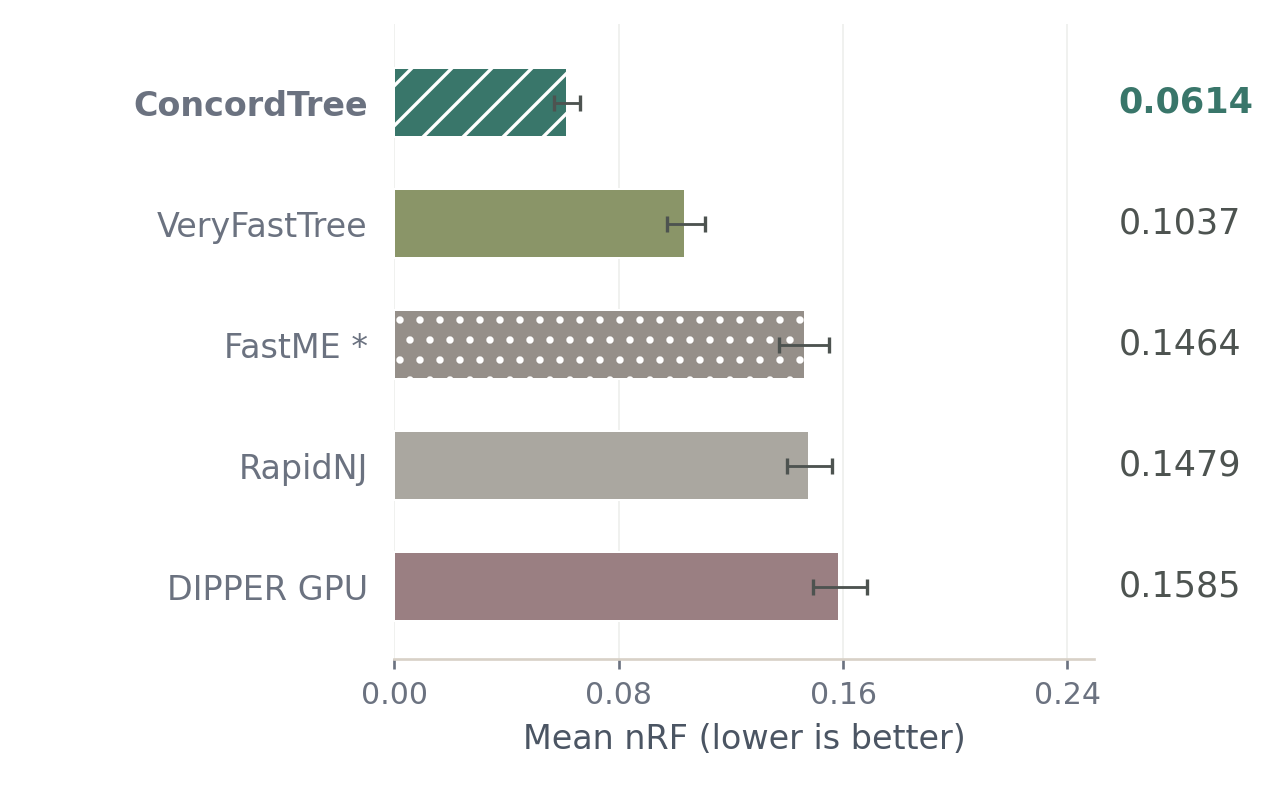 ConcordTree 0.0614
VeryFastTree 0.1037
FastME * 0.1464
RapidNJ 0.1479
DIPPER GPU 0.1585
0.00 0.08 0.16 0.24
Mean nRF (lower is better)